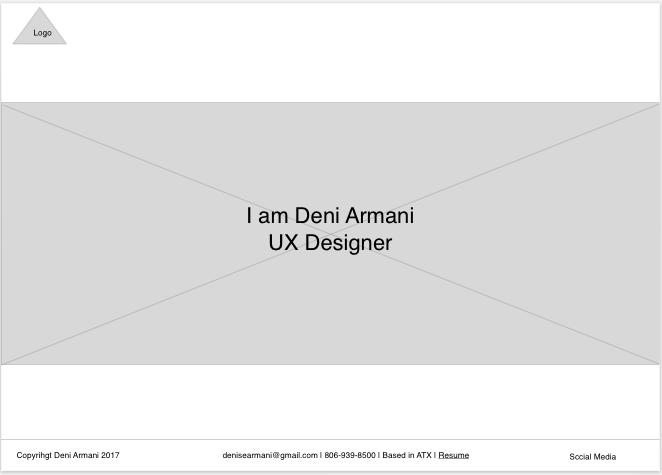 Logo
I am Deni Armani
UX Designer
Copyrihgt Deni Armani 2017
denisearmani@gmail.com | 806-939-8500 | Based in ATX | Resume
Social Media